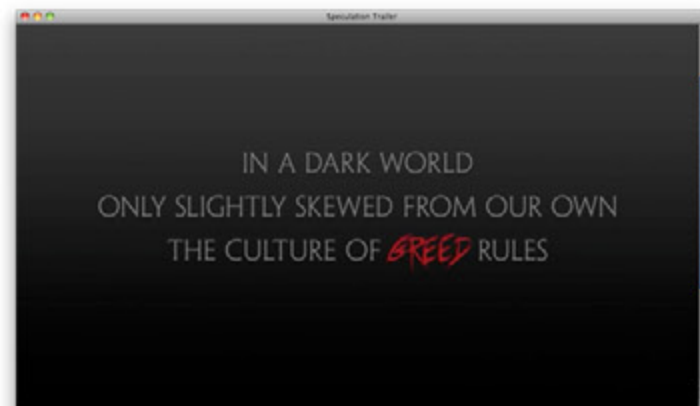 Speculation Trailer
IN A DARK WORLD
ONLY SLIGHTLY SKEWED FROM OUR OWN
THE CULTURE OF GREED RULES